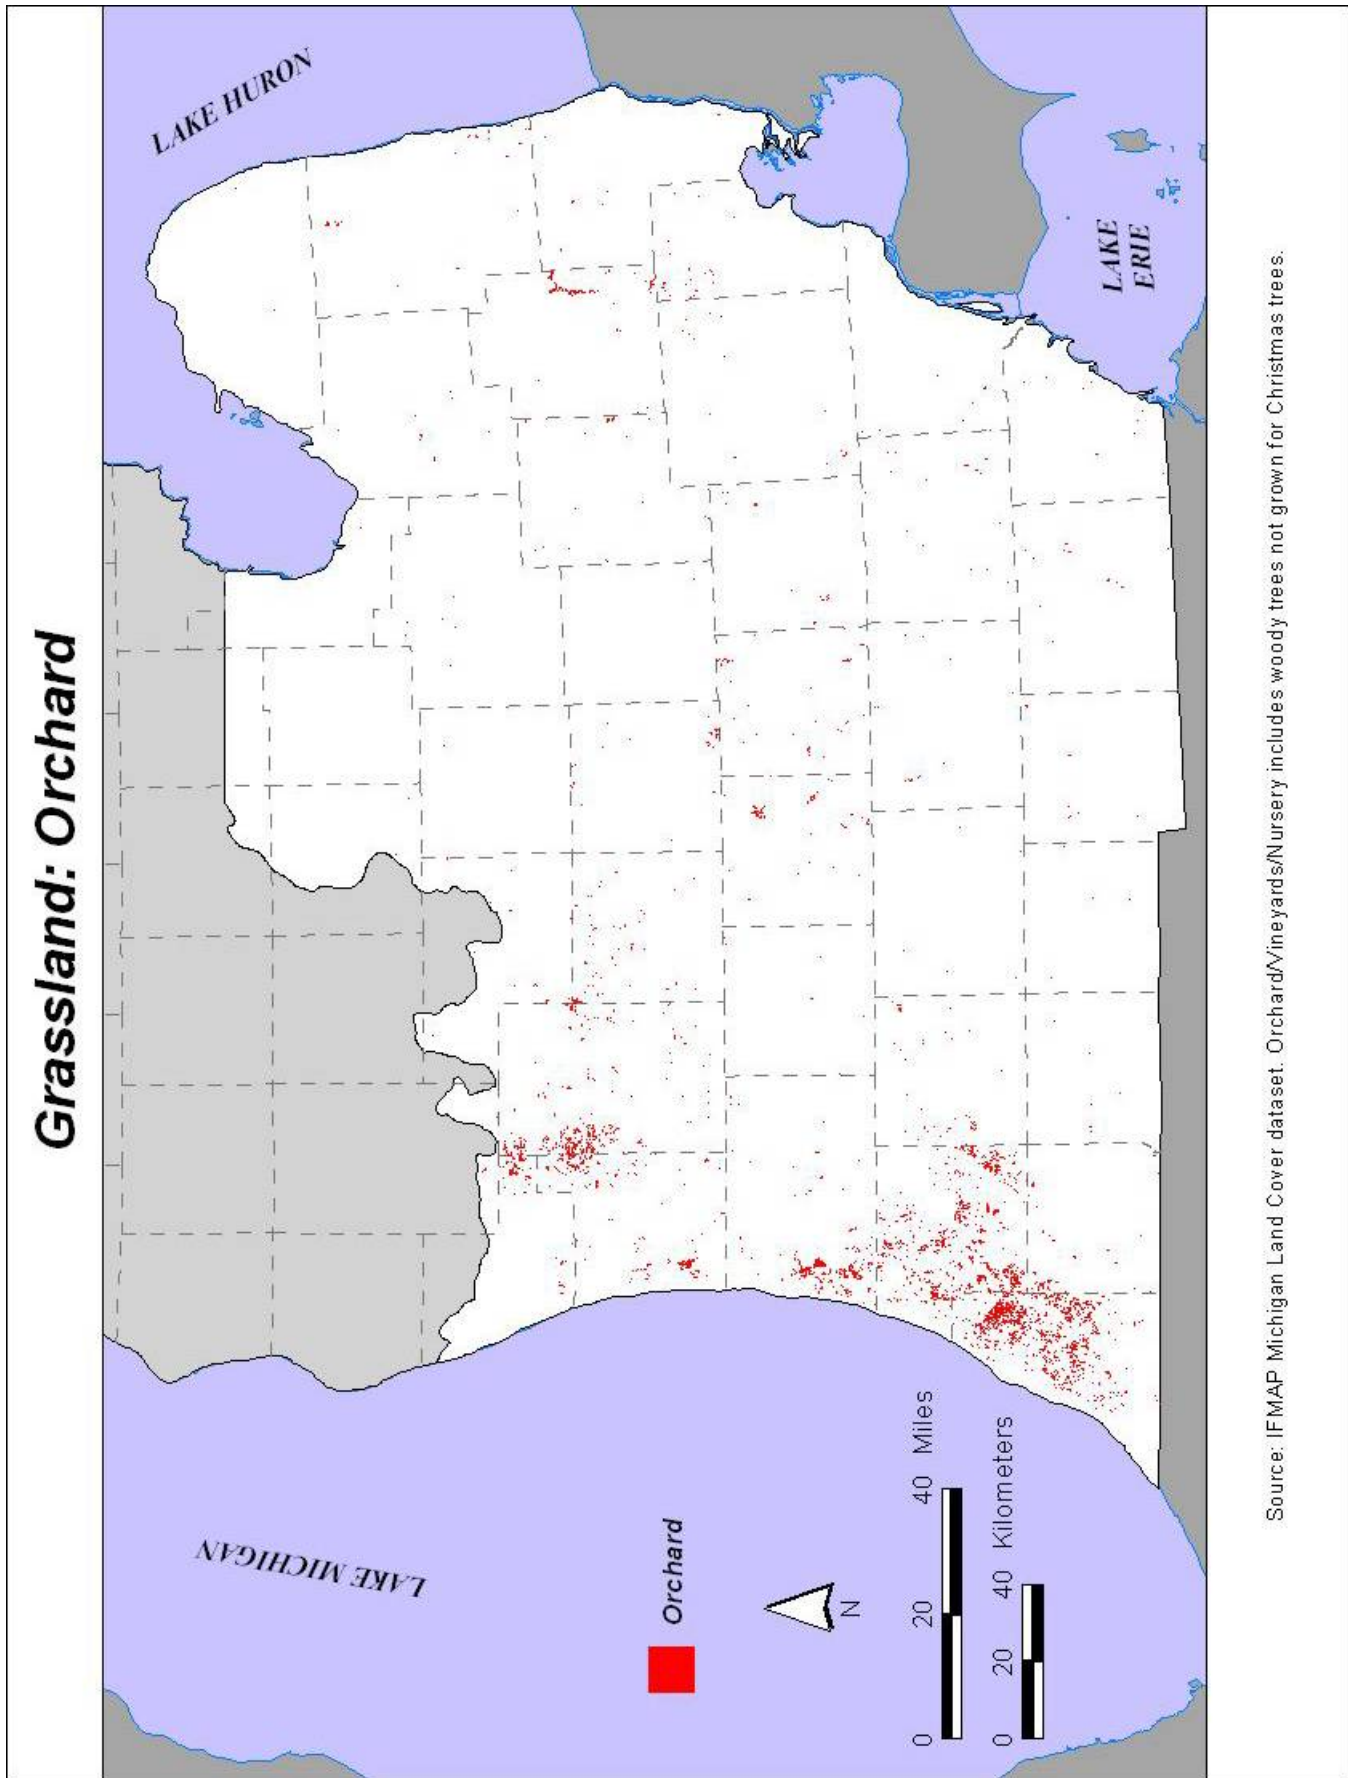 Grassland: Orchard
LAKE HURON
LAKE MICHIGAN
LAKE
ERIE
Orchard
N
0 20 40 Miles
0 20 40 Kilometers
Source: IFMAP Michigan Land Cover dataset. Orchard/Vineyards/Nursery includes woody trees not grown for Christmas trees.